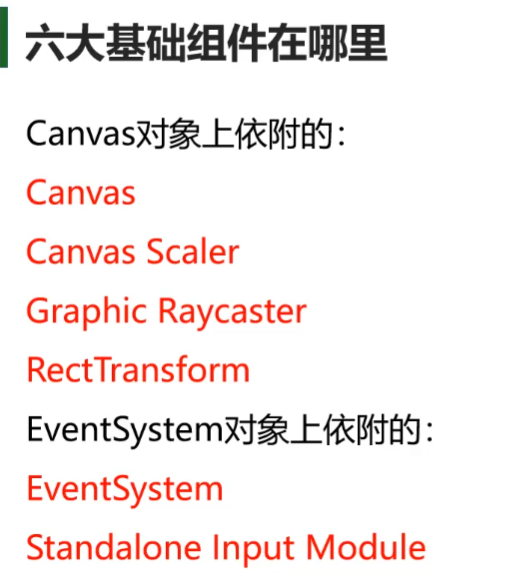 六大基础组件在哪里
Canvas对象上依附的：
Canvas
Canvas Scaler
Graphic Raycaster
RectTransform
EventSystem对象上依附的：
EventSystem
Standalone Input Module